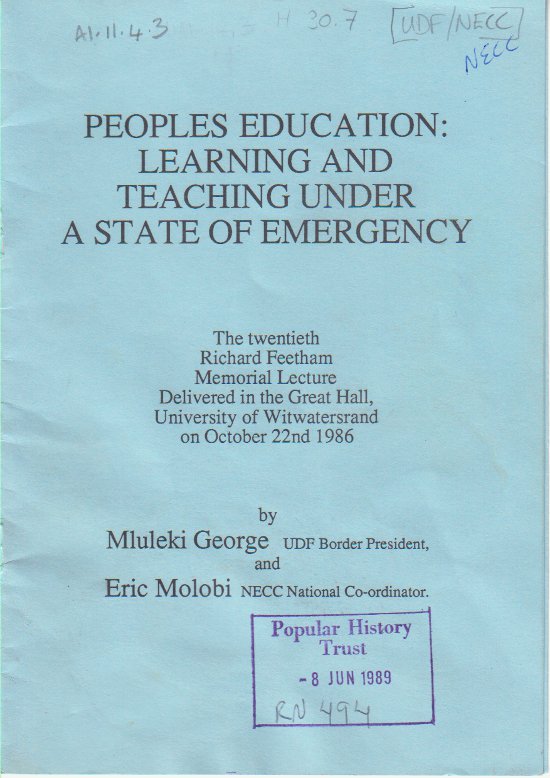 A1.11.4.3 H 30.7 [UDF/NECC]
NECC
PEOPLES EDUCATION:
LEARNING AND
TEACHING UNDER
A STATE OF EMERGENCY
The twentieth
Richard Feetham
Memorial Lecture
Delivered in the Great Hall,
University of Witwatersrand
on October 22nd 1986
by
Mluleki George UDF Border President,
and
Eric Molobi NECC National Co-ordinator.
Popular History
Trust
- 8 JUN 1989
RN 494